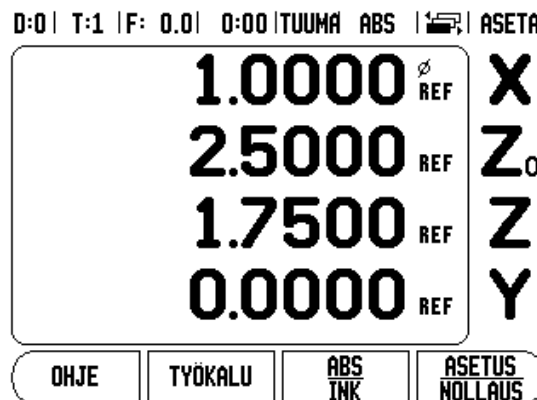 D:0 T:1 F: 0.0 0:00 TUUMA ABS ASETA
1.0000 Ø REF X
2.5000 REF Z0
1.7500 REF Z
0.0000 REF Y
OHJE TYÖKALU ABS INK ASETUS NOLLAUS